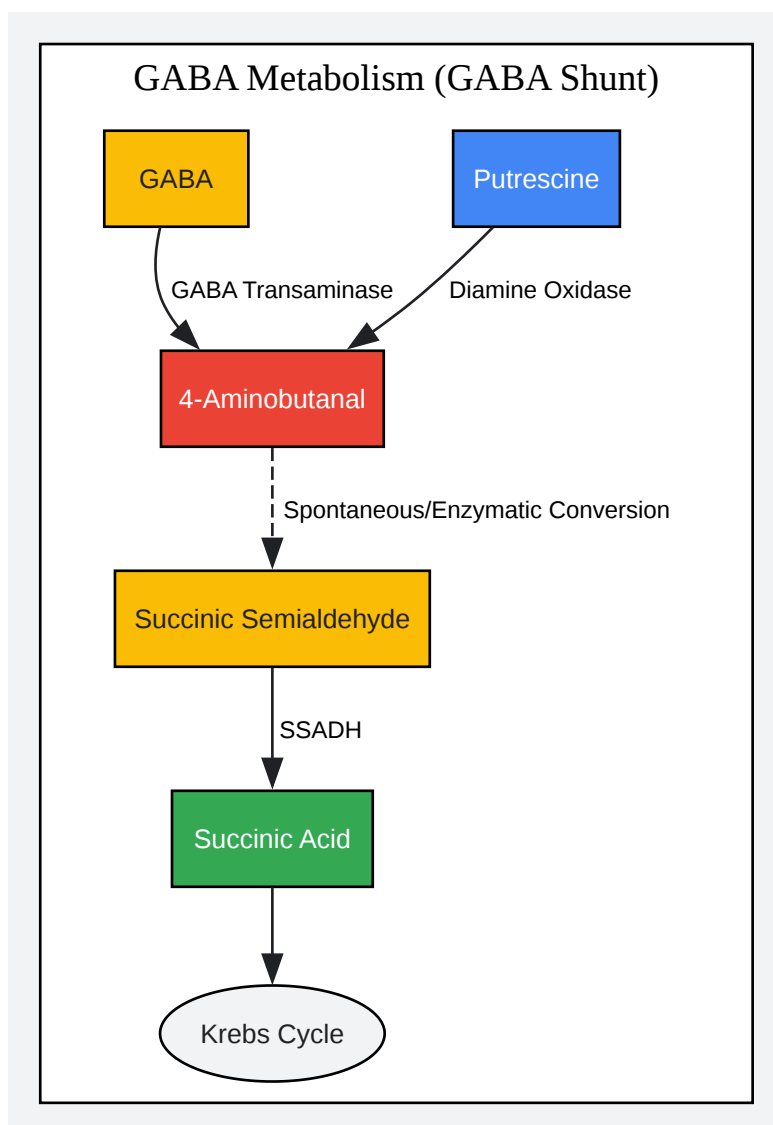 GABA Metabolism (GABA Shunt)
GABA
Putrescine
GABA Transaminase
Diamine Oxidase
4-Aminobutanal
Spontaneous/Enzymatic Conversion
Succinic Semialdehyde
SSADH
Succinic Acid
Krebs Cycle